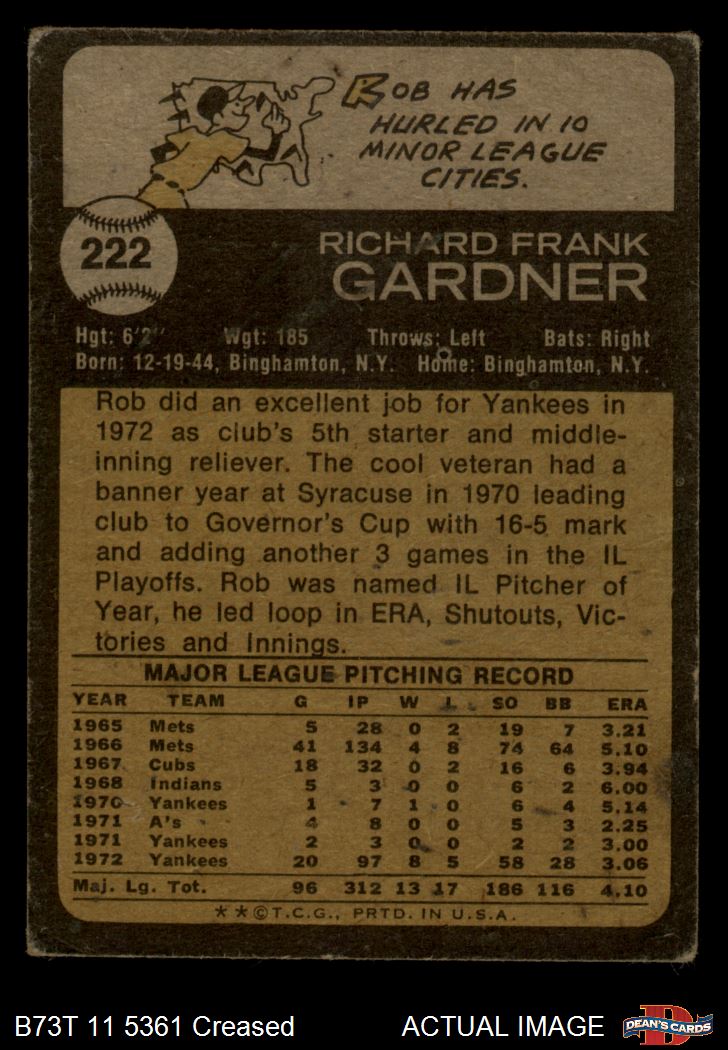 ROB HAS
HURLED IN 10
MINOR LEAGUE
CITIES.
222
RICHARD FRANK
GARDNER
Hgt: 6'2" Wgt: 185 Throws: Left Bats: Right
Born: 12-19-44, Binghamton, N.Y. Home: Binghamton, N.Y.
Rob did an excellent job for Yankees in
1972 as club's 5th starter and middle-
inning reliever. The cool veteran had a
banner year at Syracuse in 1970 leading
club to Governor's Cup with 16-5 mark
and adding another 3 games in the IL
Playoffs. Rob was named IL Pitcher of
Year, he led loop in ERA, Shutouts, Vic-
tories and Innings.
MAJOR LEAGUE PITCHING RECORD
YEAR TEAM G IP W L SO BB ERA
1965 Mets 5 28 0 2 19 7 3.21
1966 Mets 41 134 4 8 74 64 5.10
1967 Cubs 18 32 0 2 16 6 3.94
1968 Indians 5 3 0 0 6 2 6.00
1970 Yankees 1 7 1 0 6 4 5.14
1971 A's 4 8 0 0 5 3 2.25
1971 Yankees 2 3 0 0 2 2 3.00
1972 Yankees 20 97 8 5 58 28 3.06
Maj. Lg. Tot. 96 312 13 17 186 116 4.10
**©T.C.G., PRTD. IN U.S.A.
B73T 11 5361 Creased ACTUAL IMAGE
D
DEAN'S CARDS